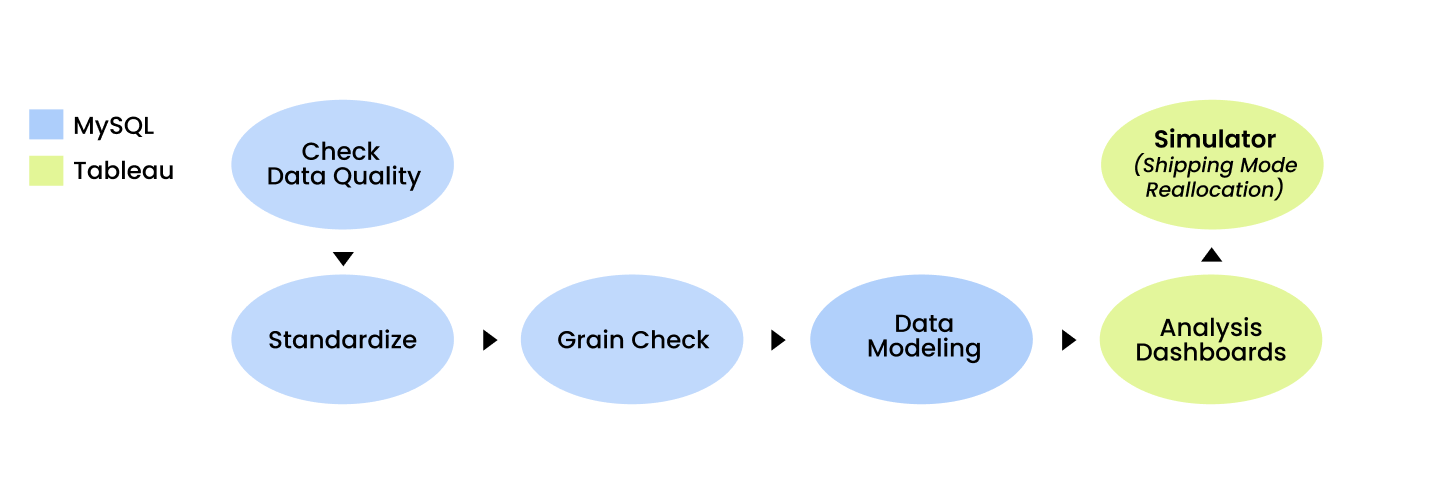 MySQL
Tableau
Check
Data Quality
Standardize
Grain Check
Data
Modeling
Analysis
Dashboards
Simulator
(Shipping Mode
Reallocation)